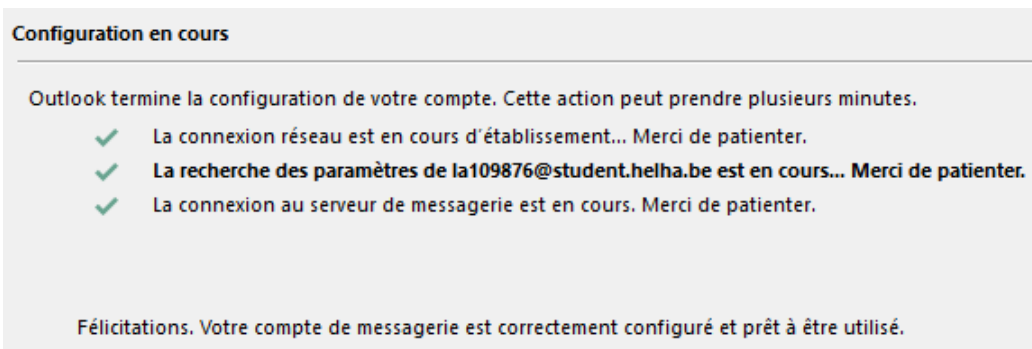 Configuration en cours
Outlook termine la configuration de votre compte. Cette action peut prendre plusieurs minutes.
La connexion réseau est en cours d'établissement... Merci de patienter.
La recherche des paramètres de la109876@student.helha.be est en cours... Merci de patienter.
La connexion au serveur de messagerie est en cours. Merci de patienter.
Félicitations. Votre compte de messagerie est correctement configuré et prêt à être utilisé.